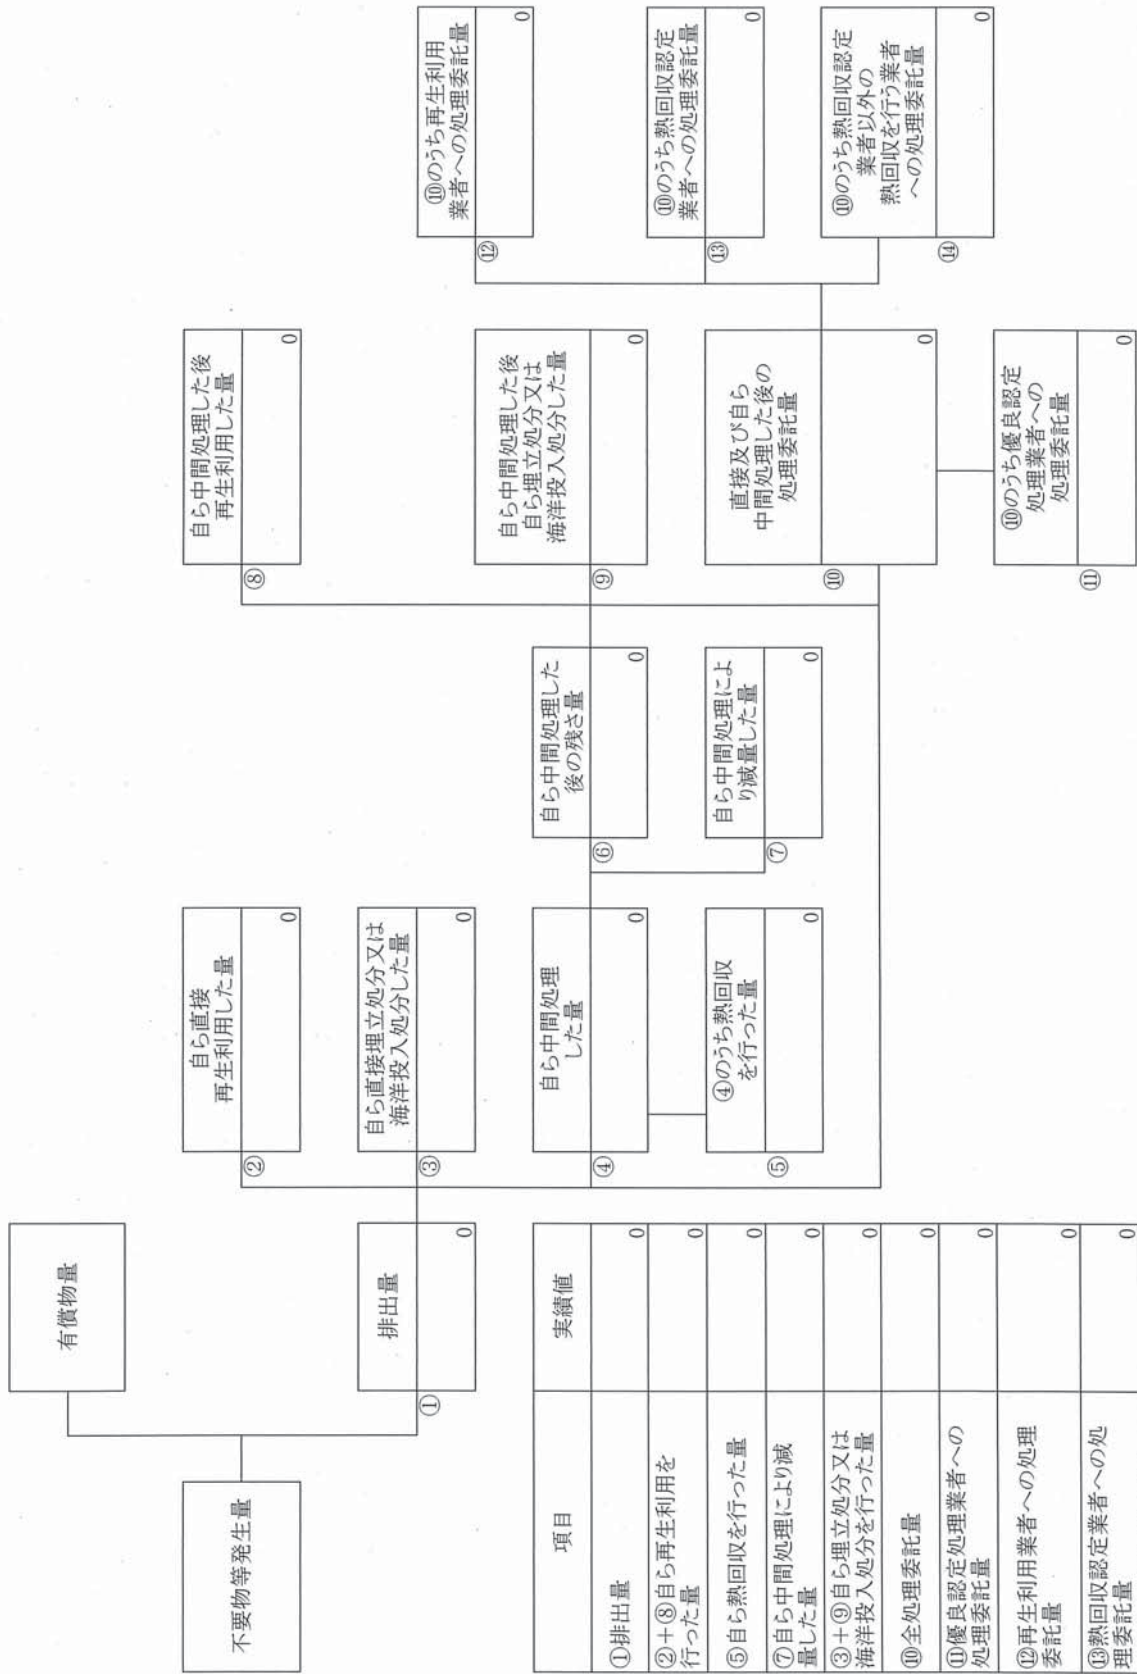 不要物等発生量
有償物量
①
排出量
0
②
自ら直接
再生利用した量
0
③
自ら直接埋立処分又は
海洋投入処分した量
0
④
自ら中間処理
した量
0
⑤
④のうち熱回収
を行った量
0
⑥
自ら中間処理した
後の残さ量
0
⑦
自ら中間処理によ
り減量した量
0
⑧
自ら中間処理した後
再生利用した量
0
⑨
自ら中間処理した後
自ら埋立処分又は
海洋投入処分した量
0
⑩
直接及び自ら
中間処理した後の
処理委託量
0
⑪
⑩のうち優良認定
処理業者への
処理委託量
0
⑫
⑩のうち再生利用
業者への処理委託量
0
⑬
⑩のうち熱回収認定
業者への処理委託量
0
⑭
⑩のうち熱回収認定
業者以外の
熱回収を行う業者
への処理委託量
0
項目 実績値
①排出量 0
②+⑧自ら再生利用を
行った量 0
⑤自ら熱回収を行った量 0
⑦自ら中間処理により減
量した量 0
③+⑨自ら埋立処分又は
海洋投入処分を行った量 0
⑩全処理委託量 0
⑪優良認定処理業者への
処理委託量 0
⑫再生利用業者への処理
委託量 0
⑬熱回収認定業者への処
理委託量 0